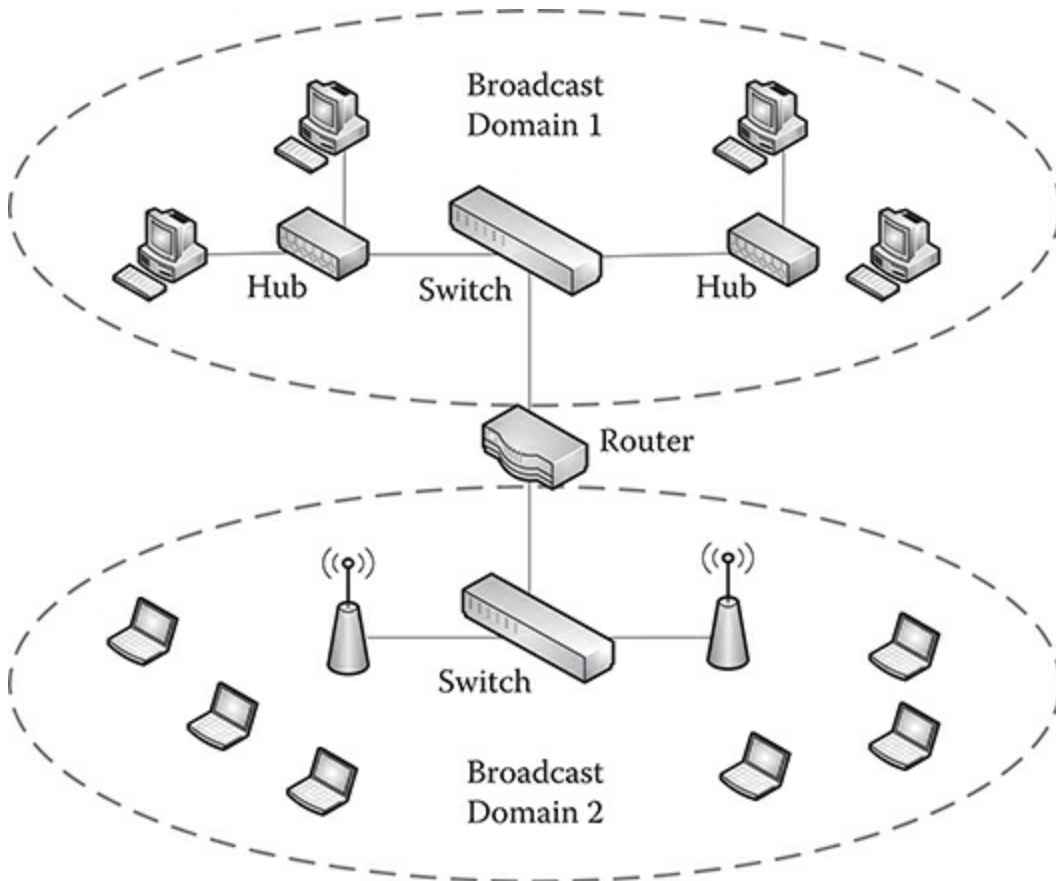 Broadcast
Domain 1
Hub
Switch
Hub
Router
Switch
Broadcast
Domain 2